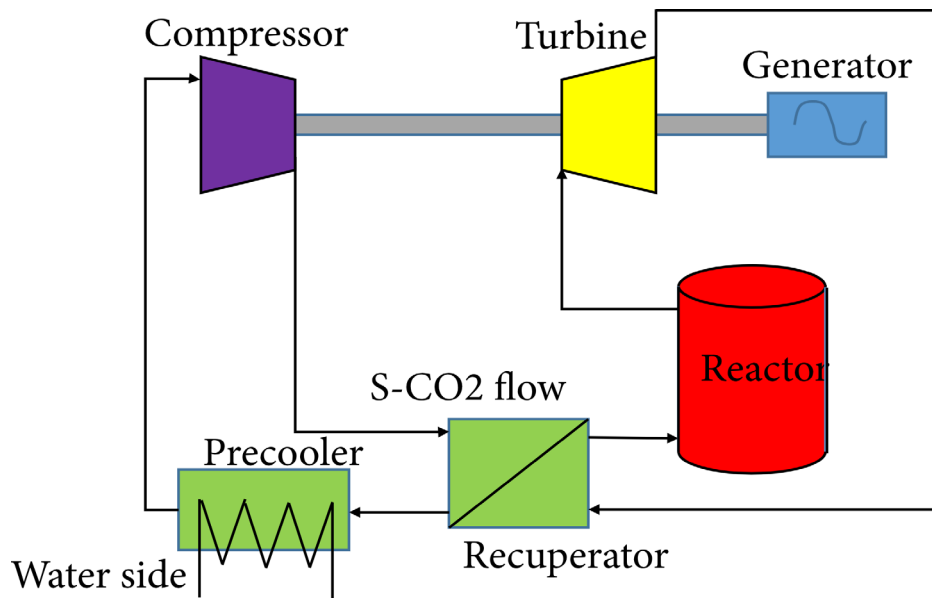 Compressor
Turbine
Generator
Reactor
S-CO2 flow
Precooler
Recuperator
Water side